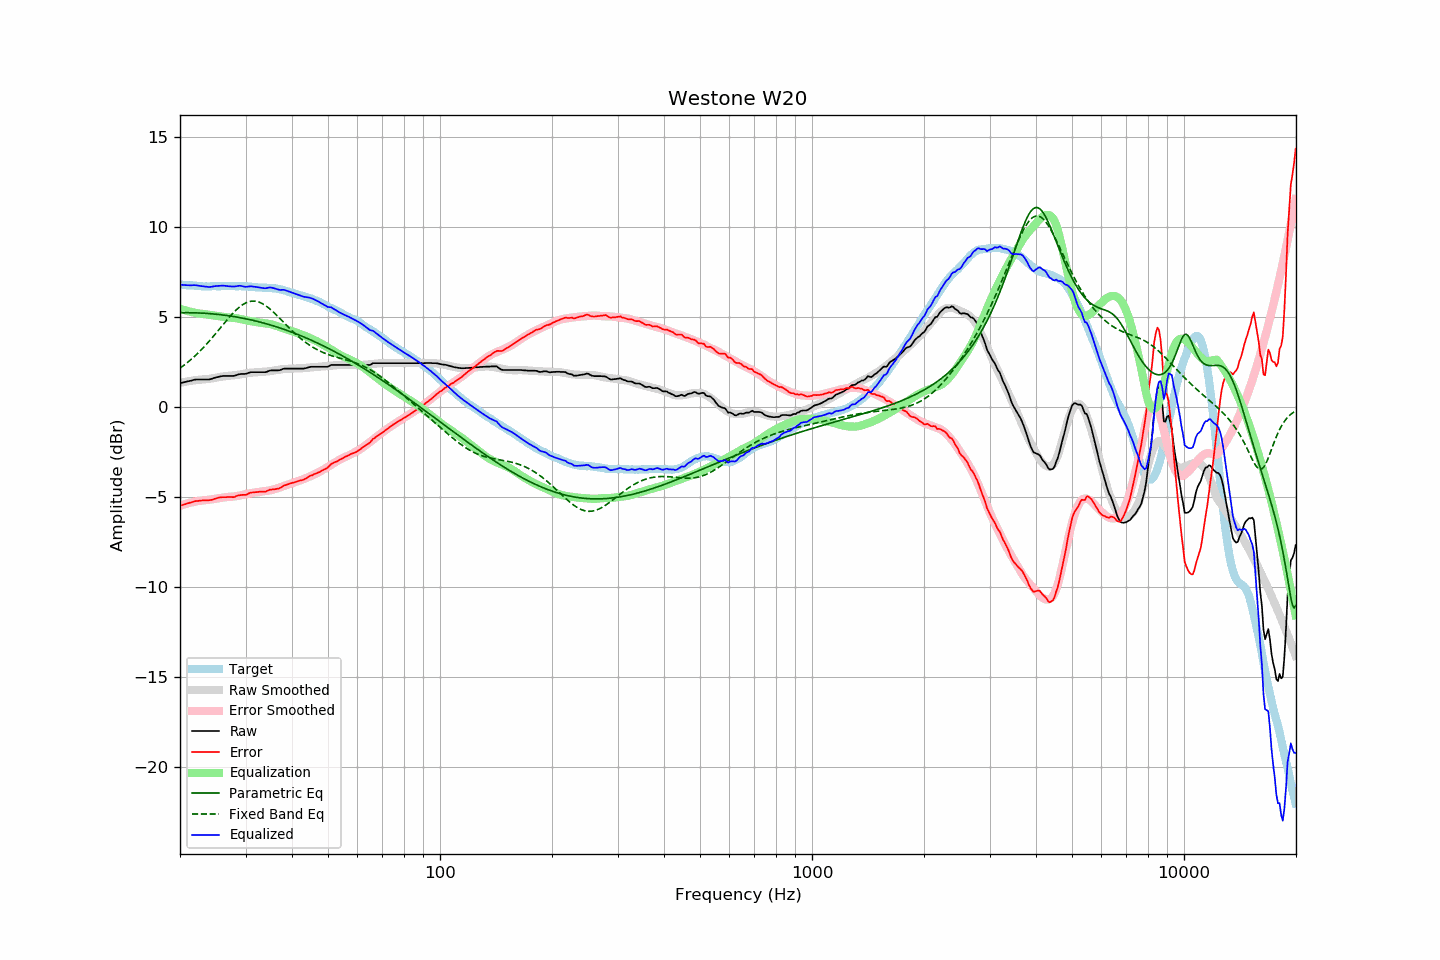 Westone W20
Amplitude (dBr)
15
10
5
0
−5
−10
−15
−20
Target
Raw Smoothed
Error Smoothed
Raw
Error
Equalization
Parametric Eq
Fixed Band Eq
Equalized
100
1000
10000
Frequency (Hz)